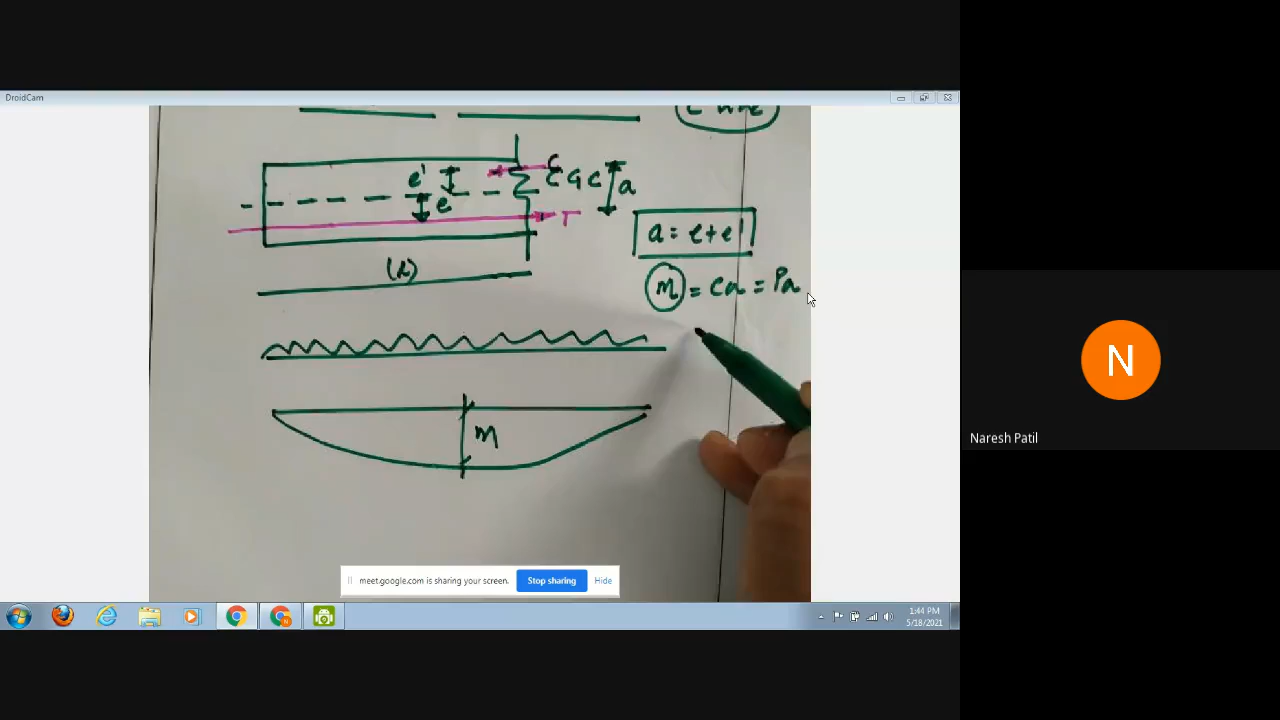 DroidCam
C line
e'
C
G C
a
e
T
a = e + e'
(h)
M = Ca = Pa
M
N
Naresh Patil
meet.google.com is sharing your screen.
Stop sharing
Hide
1:44 PM
5/18/2021